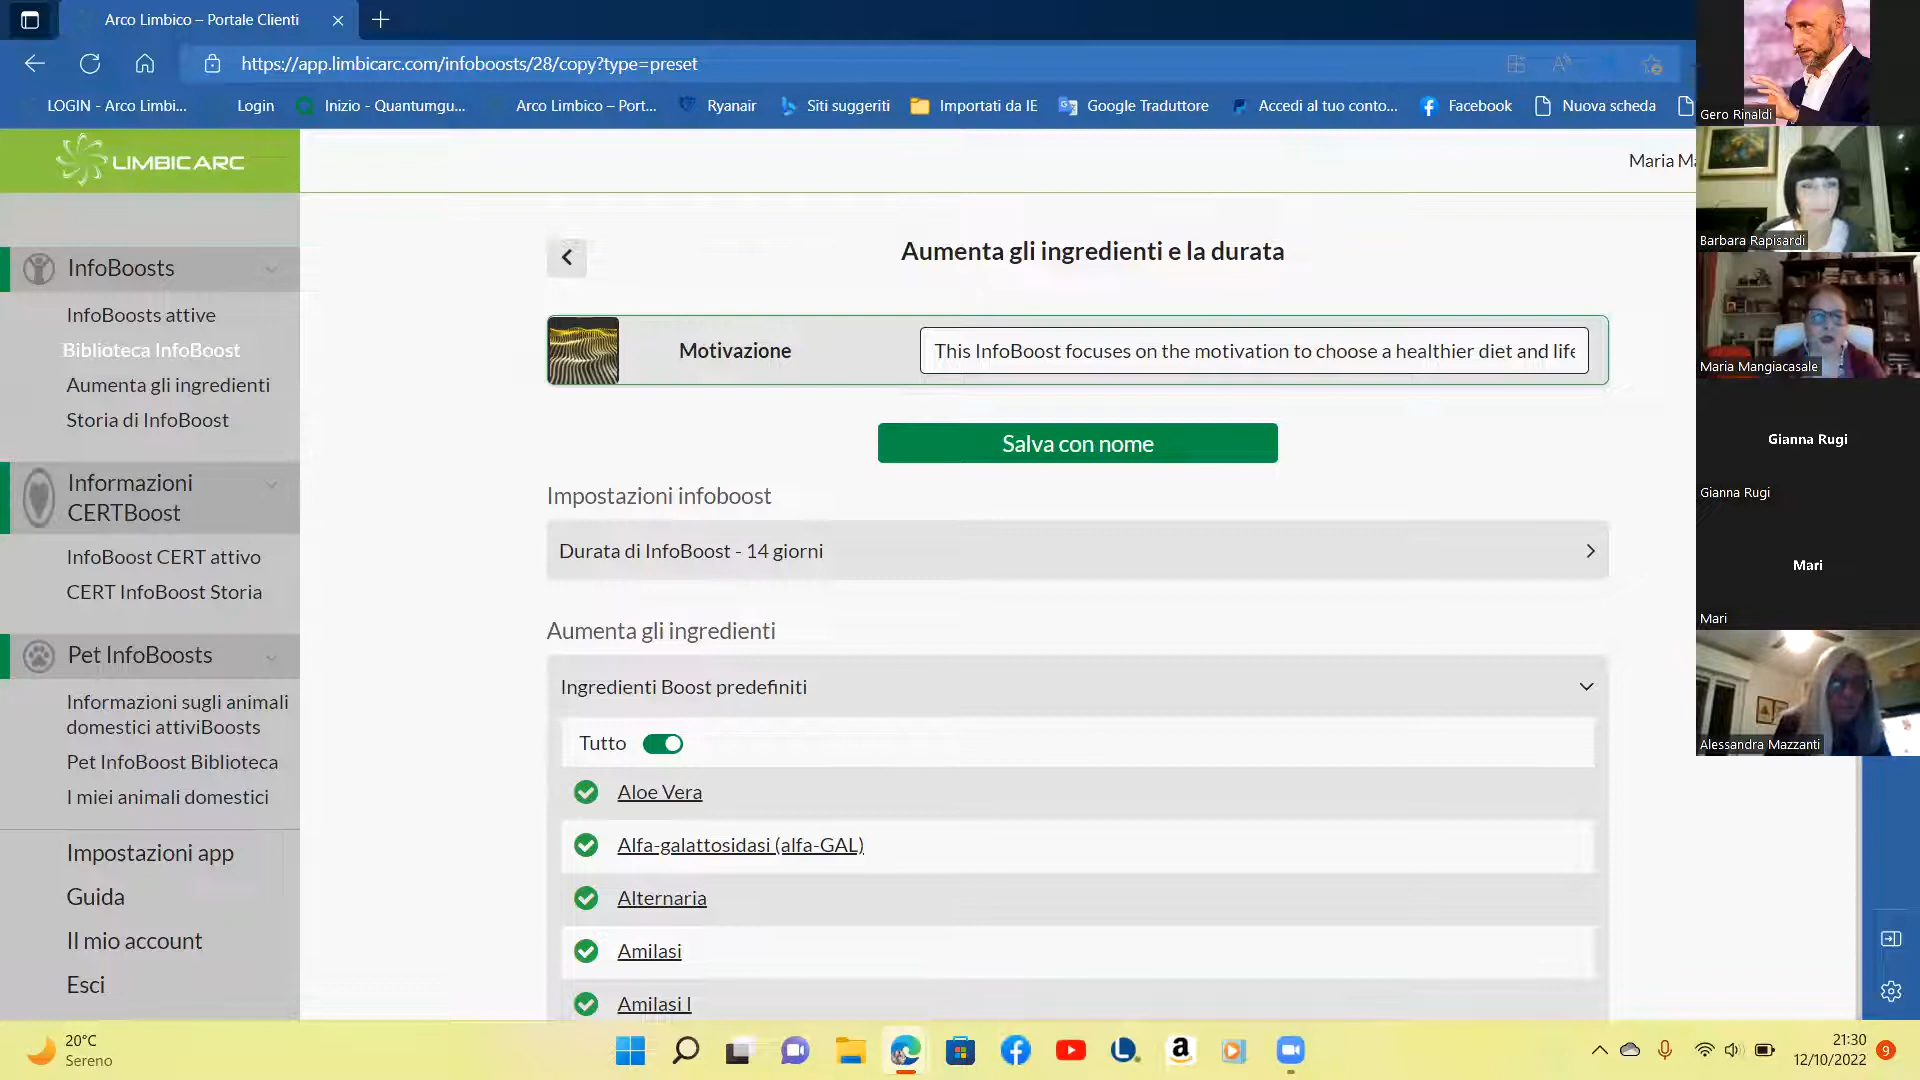 Arco Limbico – Portale Clienti
https://app.limbicarc.com/infoboosts/28/copy?type=preset
LOGIN - Arco Limbi...
Login
Inizio - Quantumgu...
Arco Limbico – Port...
Ryanair
Siti suggeriti
Importati da IE
Google Traduttore
Accedi al tuo conto...
Facebook
Nuova scheda
LIMBIC ARC
Maria Ma
InfoBoosts
InfoBoosts attive
Biblioteca InfoBoost
Aumenta gli ingredienti
Storia di InfoBoost
Informazioni
CERTBoost
InfoBoost CERT attivo
CERT InfoBoost Storia
Pet InfoBoosts
Informazioni sugli animali
domestici attiviBoosts
Pet InfoBoost Biblioteca
I miei animali domestici
Impostazioni app
Guida
Il mio account
Esci
Aumenta gli ingredienti e la durata
Motivazione
This InfoBoost focuses on the motivation to choose a healthier diet and life
Salva con nome
Impostazioni infoboost
Durata di InfoBoost - 14 giorni
Aumenta gli ingredienti
Ingredienti Boost predefiniti
Tutto
Aloe Vera
Alfa-galattosidasi (alfa-GAL)
Alternaria
Amilasi
Amilasi I
Gero Rinaldi
Barbara Rapisardi
Maria Mangiacasale
Gianna Rugi
Gianna Rugi
Mari
Mari
Alessandra Mazzanti
20°C
Sereno
21:30
12/10/2022
9